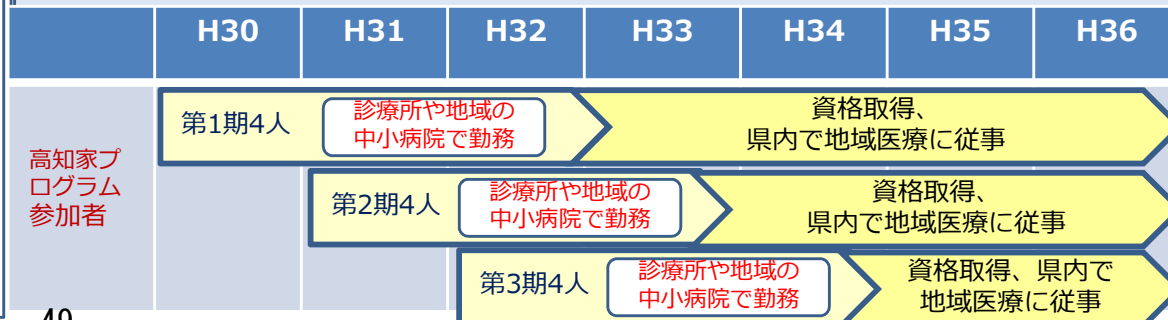 H30 H31 H32 H33 H34 H35 H36
高知家プ
ログラム
参加者
第1期4人
診療所や地域の
中小病院で勤務
資格取得、
県内で地域医療に従事
第2期4人
診療所や地域の
中小病院で勤務
資格取得、
県内で地域医療に従事
第3期4人
診療所や地域の
中小病院で勤務
資格取得、県内で
地域医療に従事